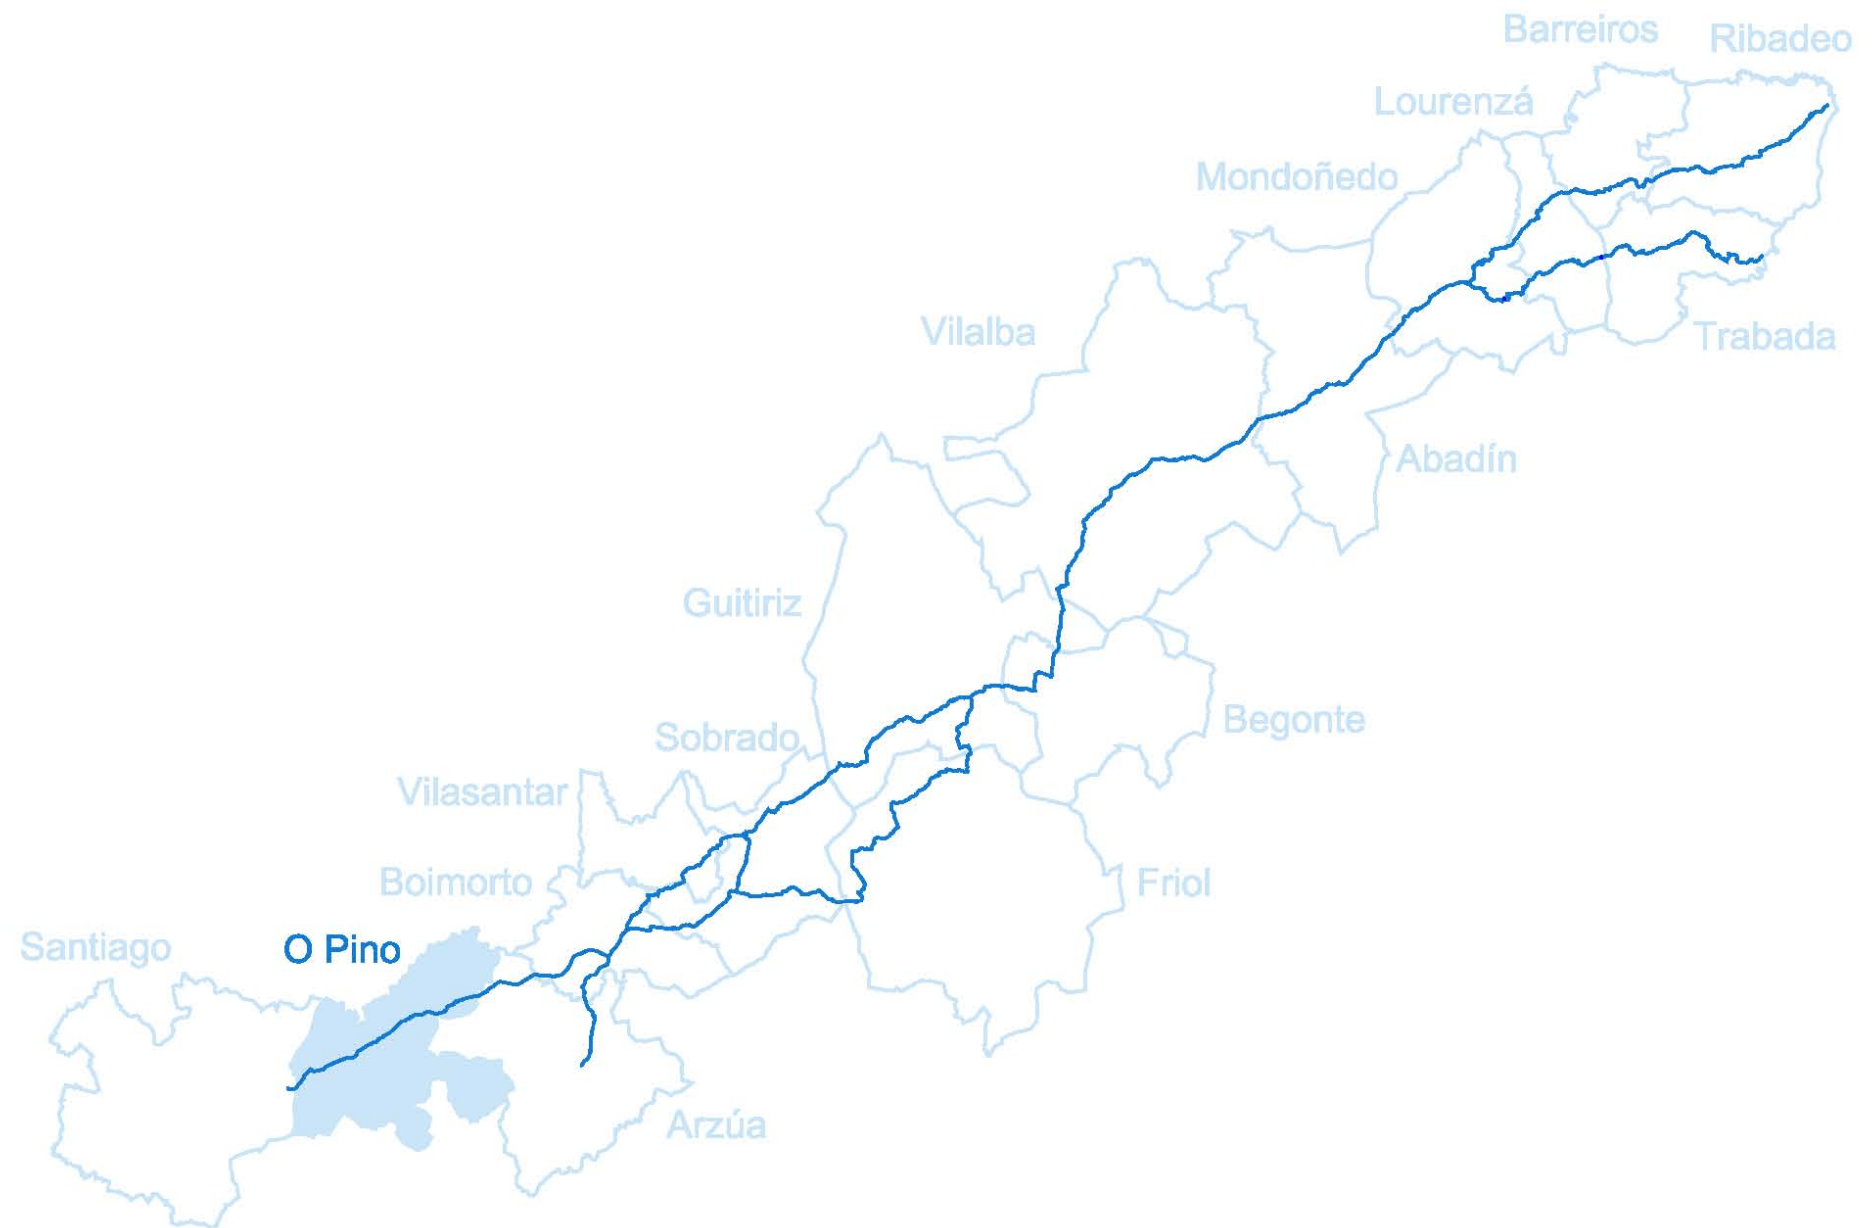 Barreiros
Ribadeo
Lourenzá
Mondoñedo
Vilalba
Trabada
Abadín
Guitiriz
Begonte
Sobrado
Vilasantar
Boimorto
Friol
Santiago
O Pino
Arzúa